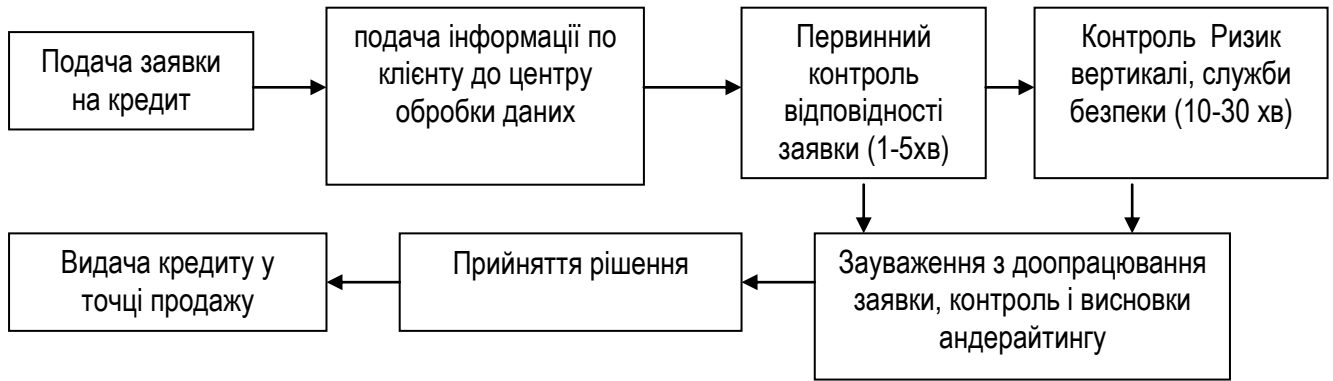 Подача заявки
на кредит
подача інформації по
клієнту до центру
обробки даних
Первинний
контроль
відповідності
заявки (1-5хв)
Контроль Ризик
вертикалі, служби
безпеки (10-30 хв)
Видача кредиту у
точці продажу
Прийняття рішення
Зауваження з доопрацювання
заявки, контроль і висновки
андерайтингу